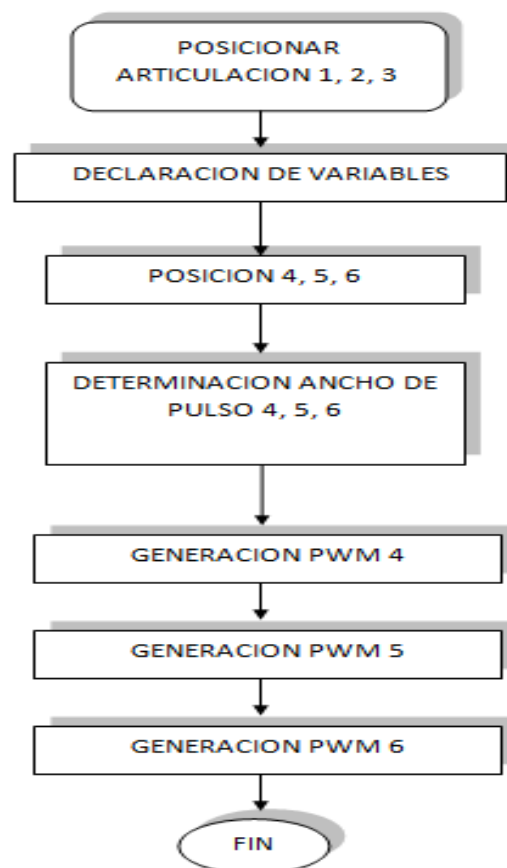 POSICIONAR
ARTICULACION 1, 2, 3
DECLARACION DE VARIABLES
POSICION 4, 5, 6
DETERMINACION ANCHO DE
PULSO 4, 5, 6
GENERACION PWM 4
GENERACION PWM 5
GENERACION PWM 6
FIN